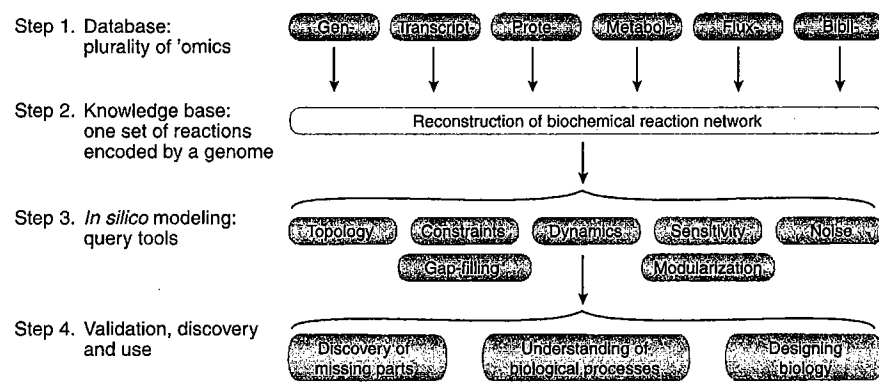 Step 1. Database:
plurality of 'omics
Gen- Transcript- Prote- Metabol- Flux- Bibli-
Step 2. Knowledge base:
one set of reactions
encoded by a genome
Reconstruction of biochemical reaction network
Step 3. In silico modeling:
query tools
Topology Constraints Dynamics Sensitivity Noise
Gap-filling Modularization
Step 4. Validation, discovery
and use
Discovery of
missing parts
Understanding of
biological processes
Designing
biology